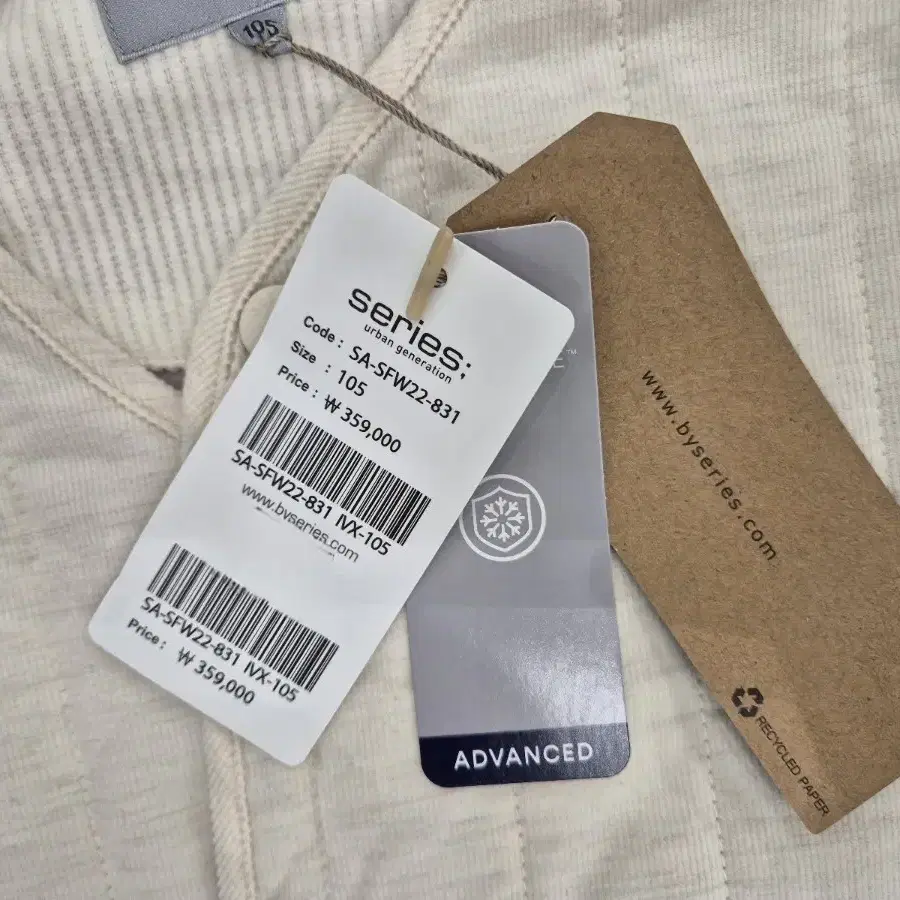 105
series;
urban generation
Code : SA-SFW22-831
Size : 105
Price : ₩ 359,000
SA-SFW22-831 IVX-105
www.byseries.com
SA-SFW22-831 IVX-105
Price : ₩ 359,000
ADVANCED
www.byseries.com
RECYCLED PAPER